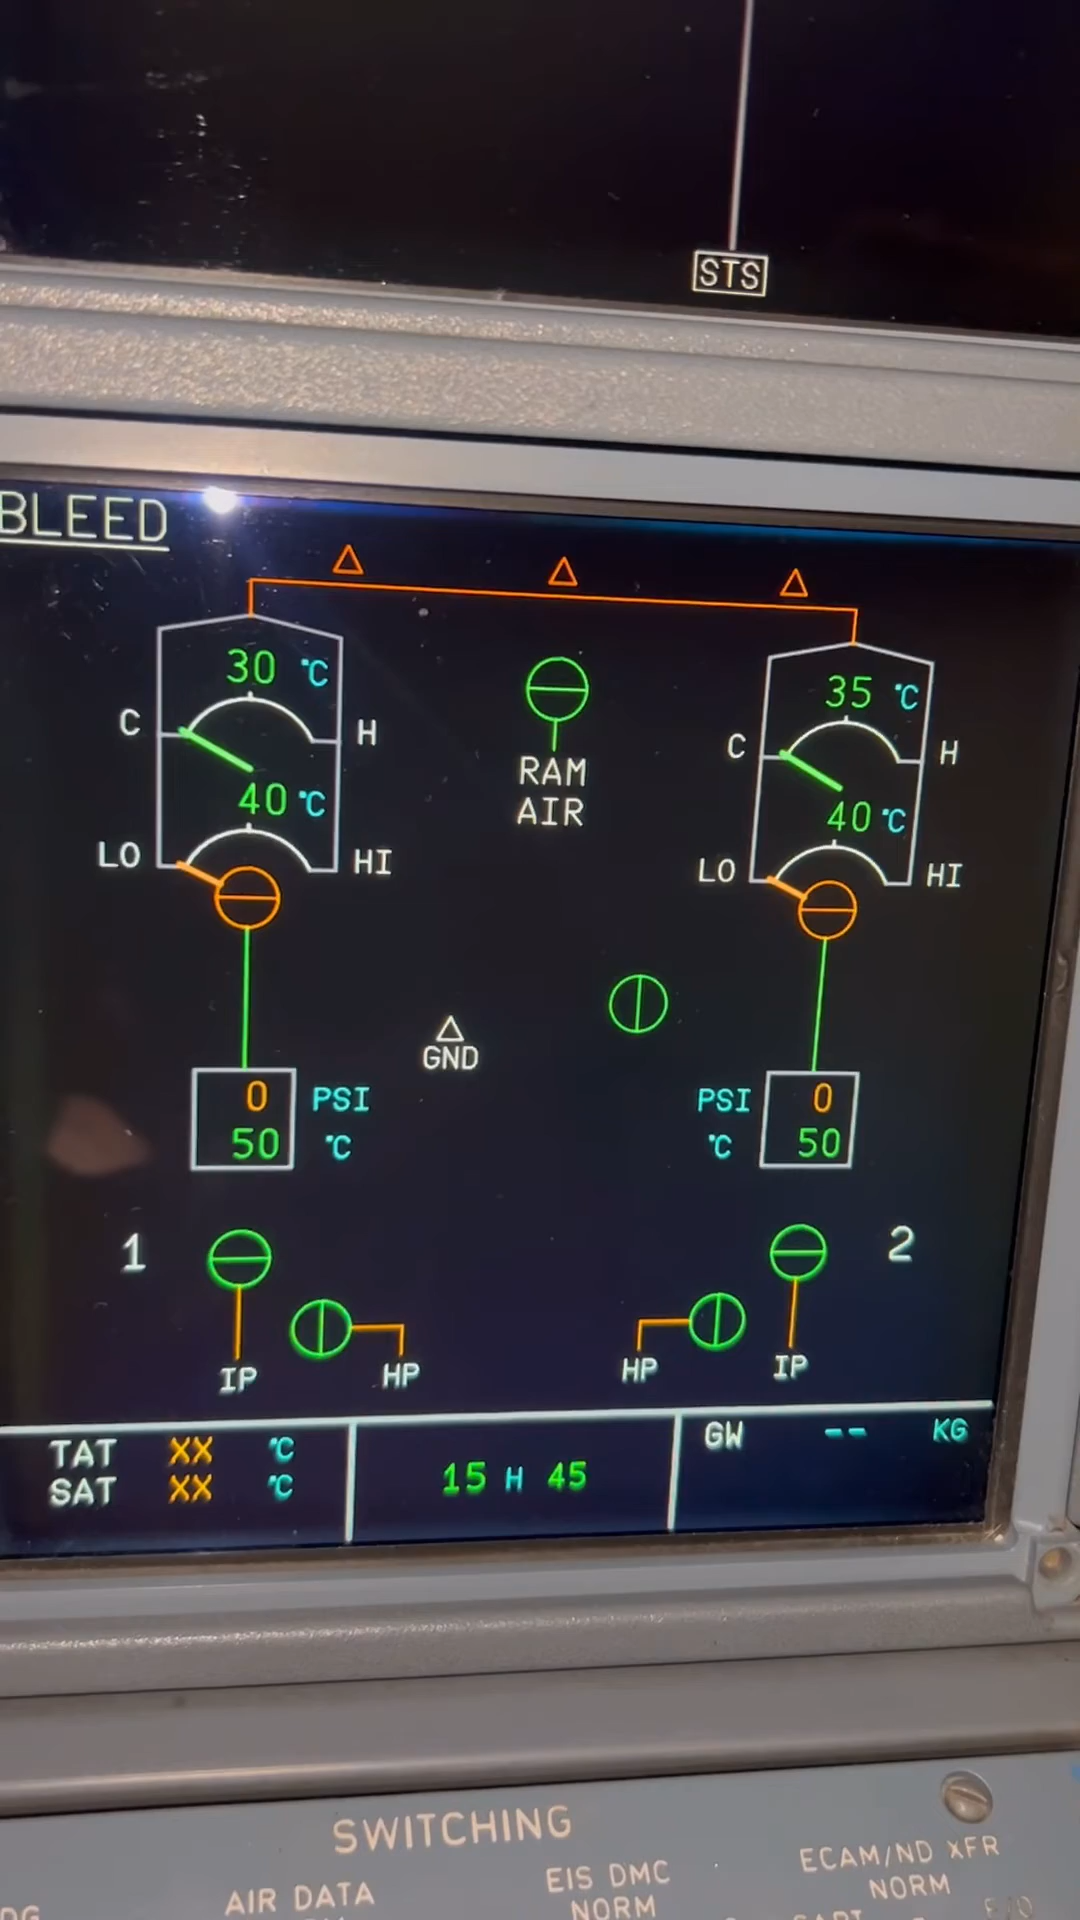 STS
BLEED
30 °C
35 °C
C H
C H
RAM
AIR
40 °C
40 °C
LO HI
LO HI
GND
0 PSI
PSI 0
50 °C
°C 50
1
2
IP HP
HP IP
TAT XX °C
SAT XX °C
15 H 45
GW -- KG
SWITCHING
AIR DATA
EIS DMC
NORM
ECAM/ND XFR
NORM
F/O